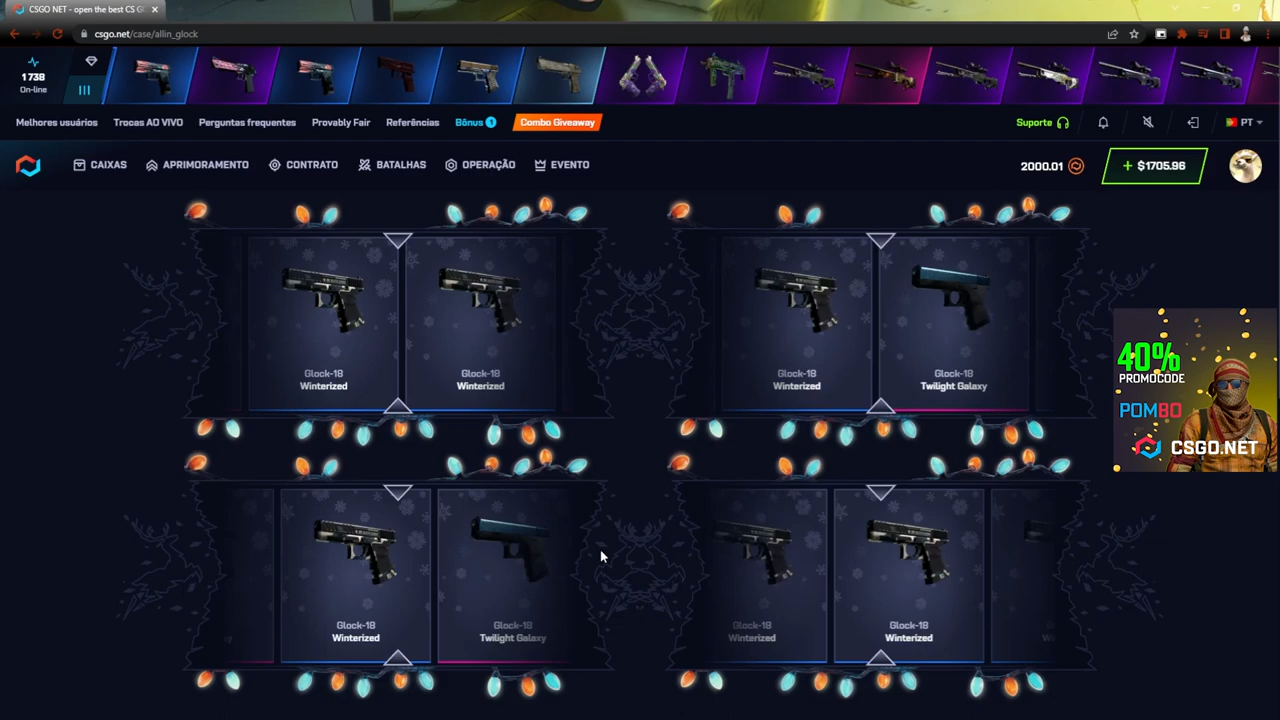 CSGO NET - open the best CS G
csgo.net/case/allin_glock
1 738
On-line
Melhores usuários
Trocas AO VIVO
Perguntas frequentes
Provably Fair
Referências
Bônus 1
Combo Giveaway
Suporte
PT
CAIXAS
APRIMORAMENTO
CONTRATO
BATALHAS
OPERAÇÃO
EVENTO
2000.01
+ $1705.96
Glock-18
Winterized
Glock-18
Winterized
Glock-18
Winterized
Glock-18
Twilight Galaxy
40%
PROMOCODE
POMBO
CSGO.NET
Glock-18
Winterized
Glock-18
Twilight Galaxy
Glock-18
Winterized
Glock-18
Winterized